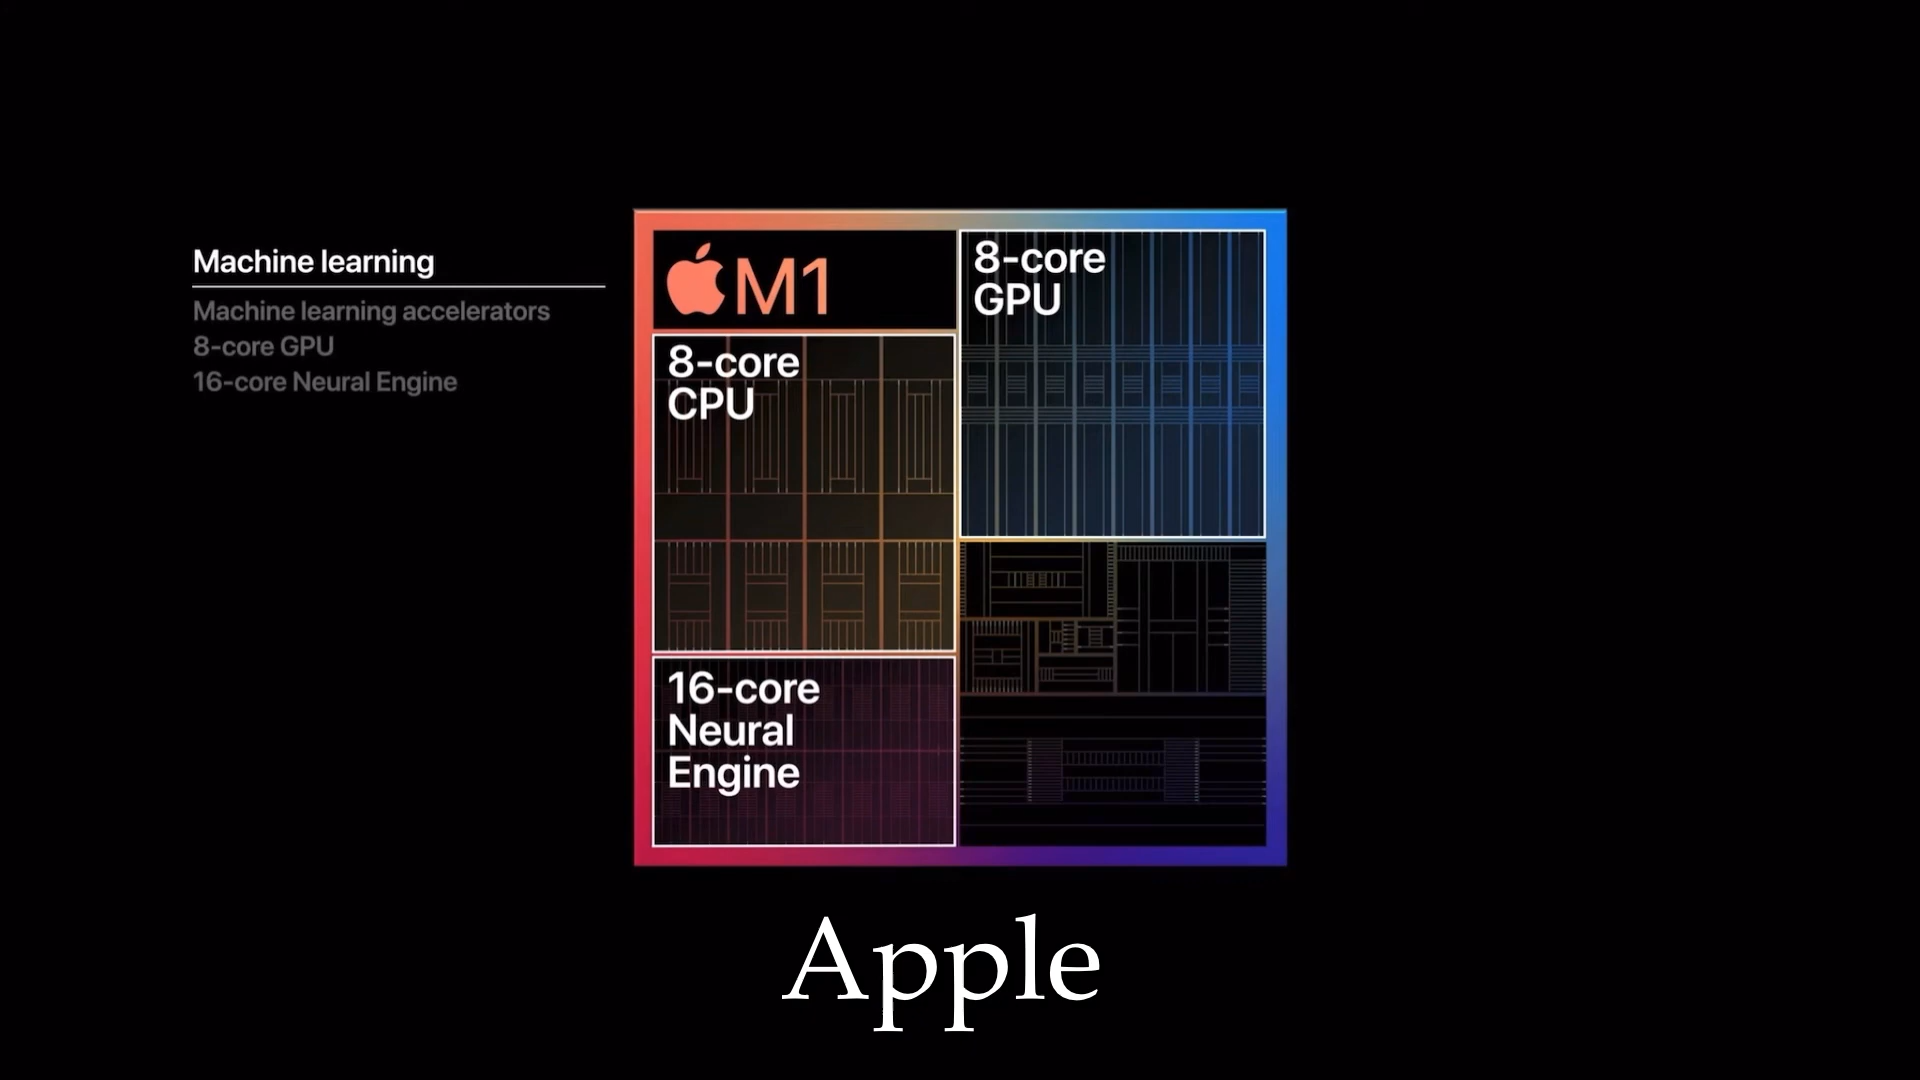 Machine learning
Machine learning accelerators
8-core GPU
16-core Neural Engine
M1
8-core
CPU
16-core
Neural
Engine
8-core
GPU
Apple